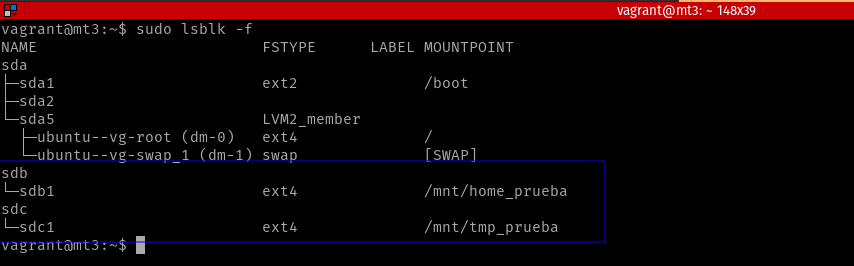 vagrant@mt3: ~ 148x39
vagrant@mt3:~$ sudo lsblk -f
NAME                         FSTYPE      LABEL MOUNTPOINT
sda
├─sda1                       ext2              /boot
├─sda2
└─sda5                       LVM2_member
  ├─ubuntu--vg-root (dm-0)   ext4              /
  └─ubuntu--vg-swap_1 (dm-1) swap              [SWAP]
sdb
└─sdb1                       ext4              /mnt/home_prueba
sdc
└─sdc1                       ext4              /mnt/tmp_prueba
vagrant@mt3:~$